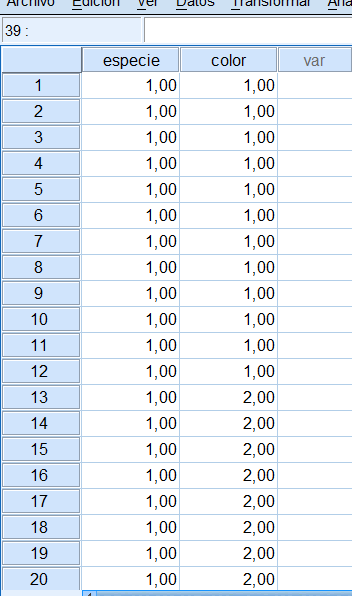 Archivo Edición Ver Datos Transformar Ana
39 :
especie color var
1 1,00 1,00
2 1,00 1,00
3 1,00 1,00
4 1,00 1,00
5 1,00 1,00
6 1,00 1,00
7 1,00 1,00
8 1,00 1,00
9 1,00 1,00
10 1,00 1,00
11 1,00 1,00
12 1,00 1,00
13 1,00 2,00
14 1,00 2,00
15 1,00 2,00
16 1,00 2,00
17 1,00 2,00
18 1,00 2,00
19 1,00 2,00
20 1,00 2,00